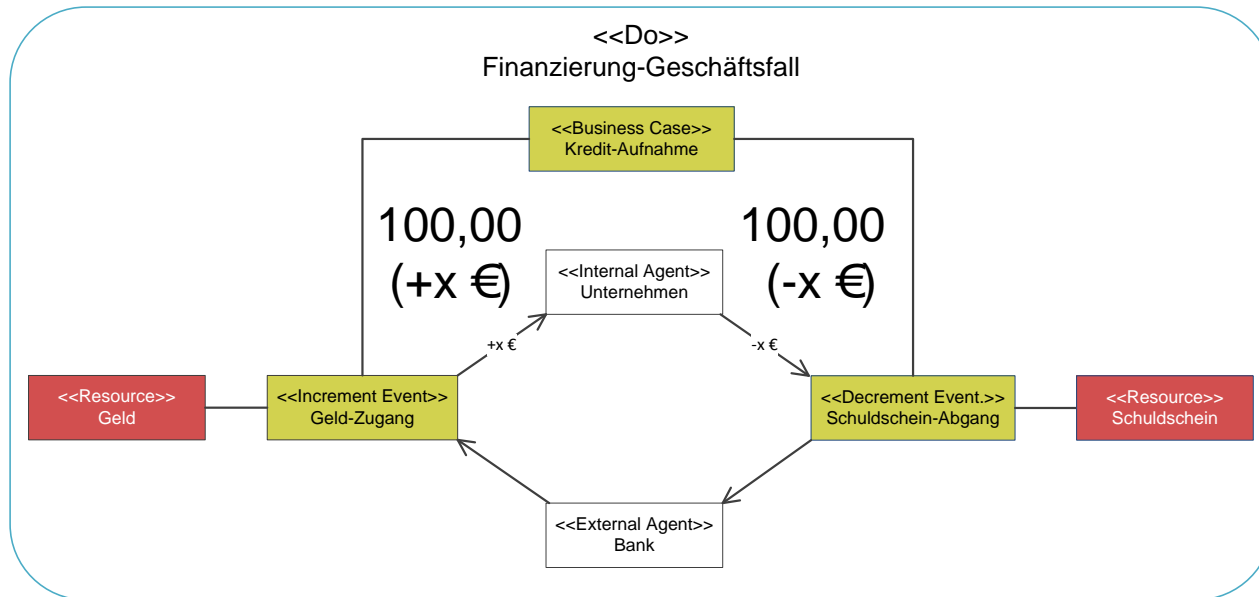 <<Do>>
Finanzierung-Geschäftsfall
<<Business Case>>
Kredit-Aufnahme
100,00
(+x €)
100,00
(-x €)
<<Internal Agent>>
Unternehmen
+x €
-x €
<<Resource>>
Geld
<<Increment Event>>
Geld-Zugang
<<Decrement Event.>>
Schuldschein-Abgang
<<Resource>>
Schuldschein
<<External Agent>>
Bank